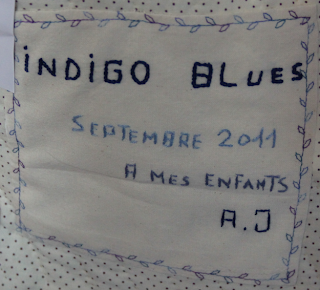 iNDiGO BLUES
SEPTEMBRE 2011
A MES ENFANTS
A.J